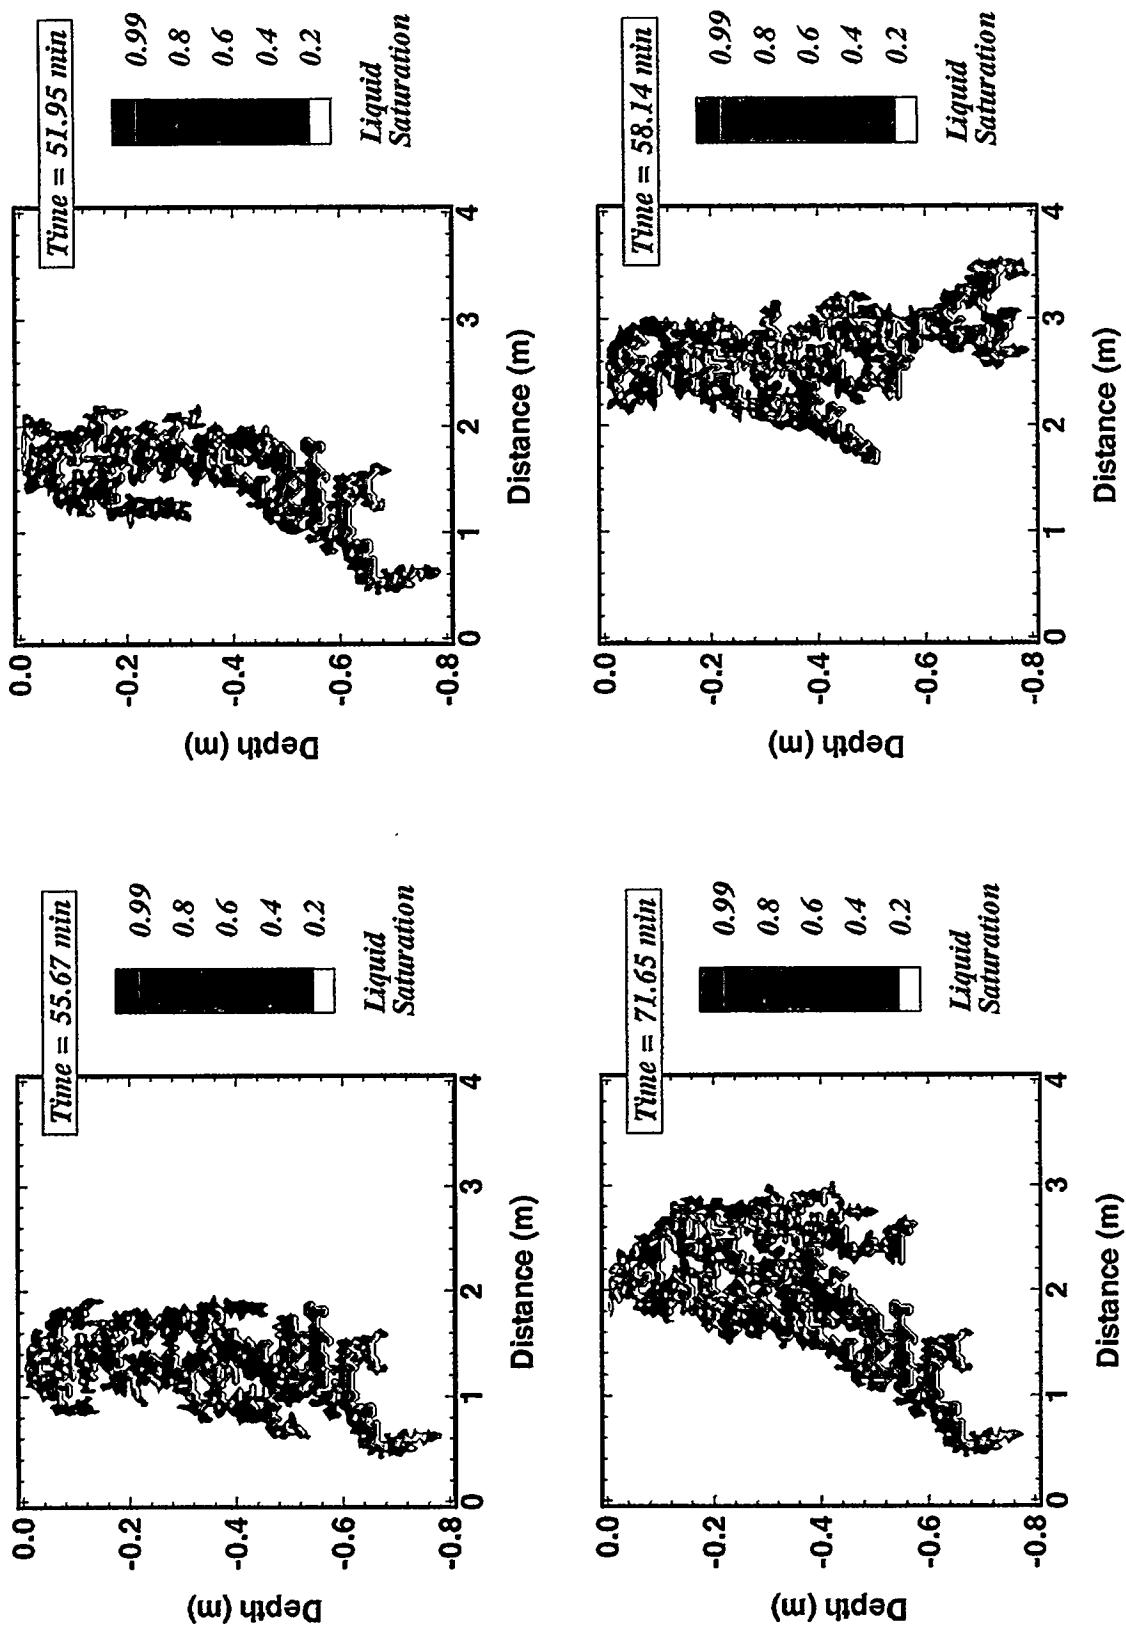 Time = 55.67 min
0.99
0.8
0.6
0.4
0.2
Liquid
Saturation
0.0
-0.2
-0.4
-0.6
-0.8
Depth (m)
0 1 2 3 4
Distance (m)
Time = 51.95 min
0.99
0.8
0.6
0.4
0.2
Liquid
Saturation
0.0
-0.2
-0.4
-0.6
-0.8
Depth (m)
0 1 2 3 4
Distance (m)
Time = 71.65 min
0.99
0.8
0.6
0.4
0.2
Liquid
Saturation
0.0
-0.2
-0.4
-0.6
-0.8
Depth (m)
0 1 2 3 4
Distance (m)
Time = 58.14 min
0.99
0.8
0.6
0.4
0.2
Liquid
Saturation
0.0
-0.2
-0.4
-0.6
-0.8
Depth (m)
0 1 2 3 4
Distance (m)